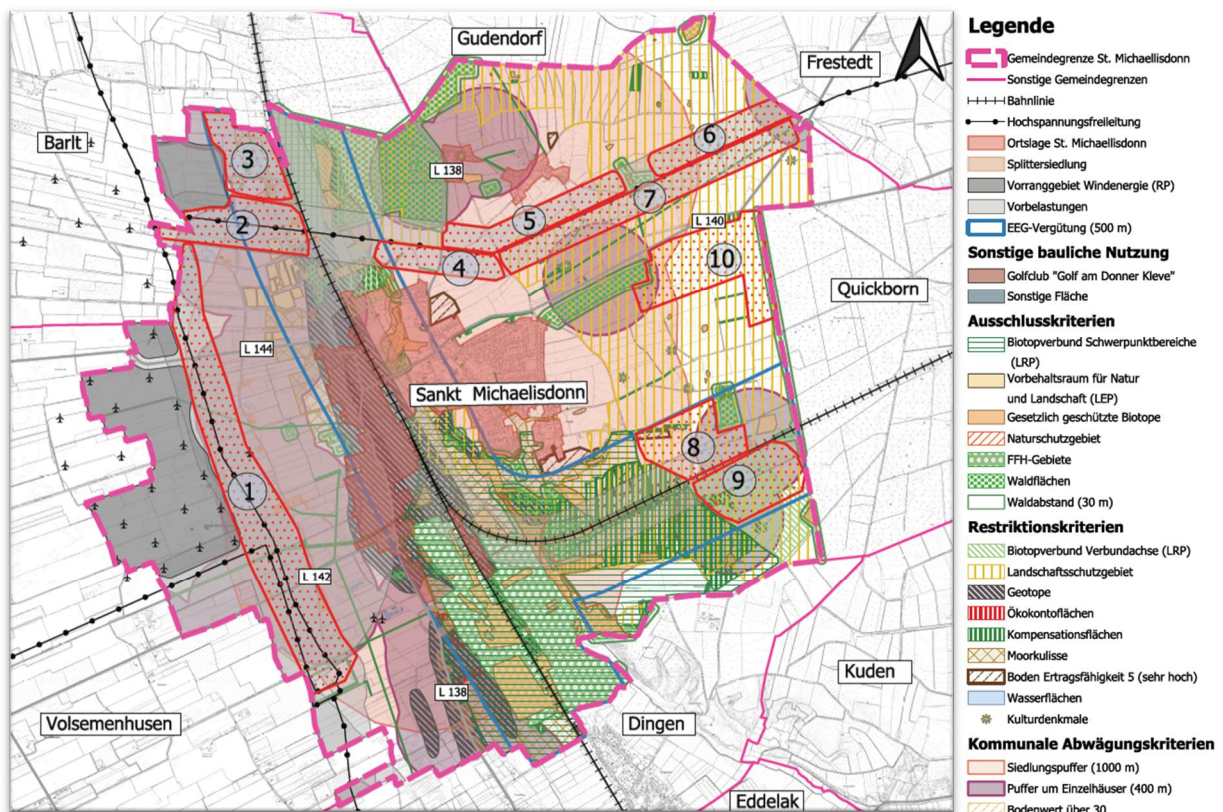 Gudendorf
Frestedt
Barlt
L 138
3
6
2
5
7
L 140
4
10
Quickborn
L 144
Sankt Michaelisdonn
8
9
1
L 142
L 138
Kuden
Volsemenhusen
Dingen
Eddelak
Legende
Gemeindegrenze St. Michaellisdonn
Sonstige Gemeindegrenzen
Bahnlinie
Hochspannungsfreileitung
Ortslage St. Michaellisdonn
Splittersiedlung
Vorranggebiet Windenergie (RP)
Vorbelastungen
EEG-Vergütung (500 m)
Sonstige bauliche Nutzung
Golfclub "Golf am Donner Kleve"
Sonstige Fläche
Ausschlusskriterien
Biotopverbund Schwerpunktbereiche
(LRP)
Vorbehaltsraum für Natur
und Landschaft (LEP)
Gesetzlich geschützte Biotope
Naturschutzgebiet
FFH-Gebiete
Waldflächen
Waldabstand (30 m)
Restriktionskriterien
Biotopverbund Verbundachse (LRP)
Landschaftsschutzgebiet
Geotope
Ökokontoflächen
Kompensationsflächen
Moorkulisse
Boden Ertragsfähigkeit 5 (sehr hoch)
Wasserflächen
Kulturdenkmale
Kommunale Abwägungskriterien
Siedlungspuffer (1000 m)
Puffer um Einzelhäuser (400 m)
Bodenwert über 30